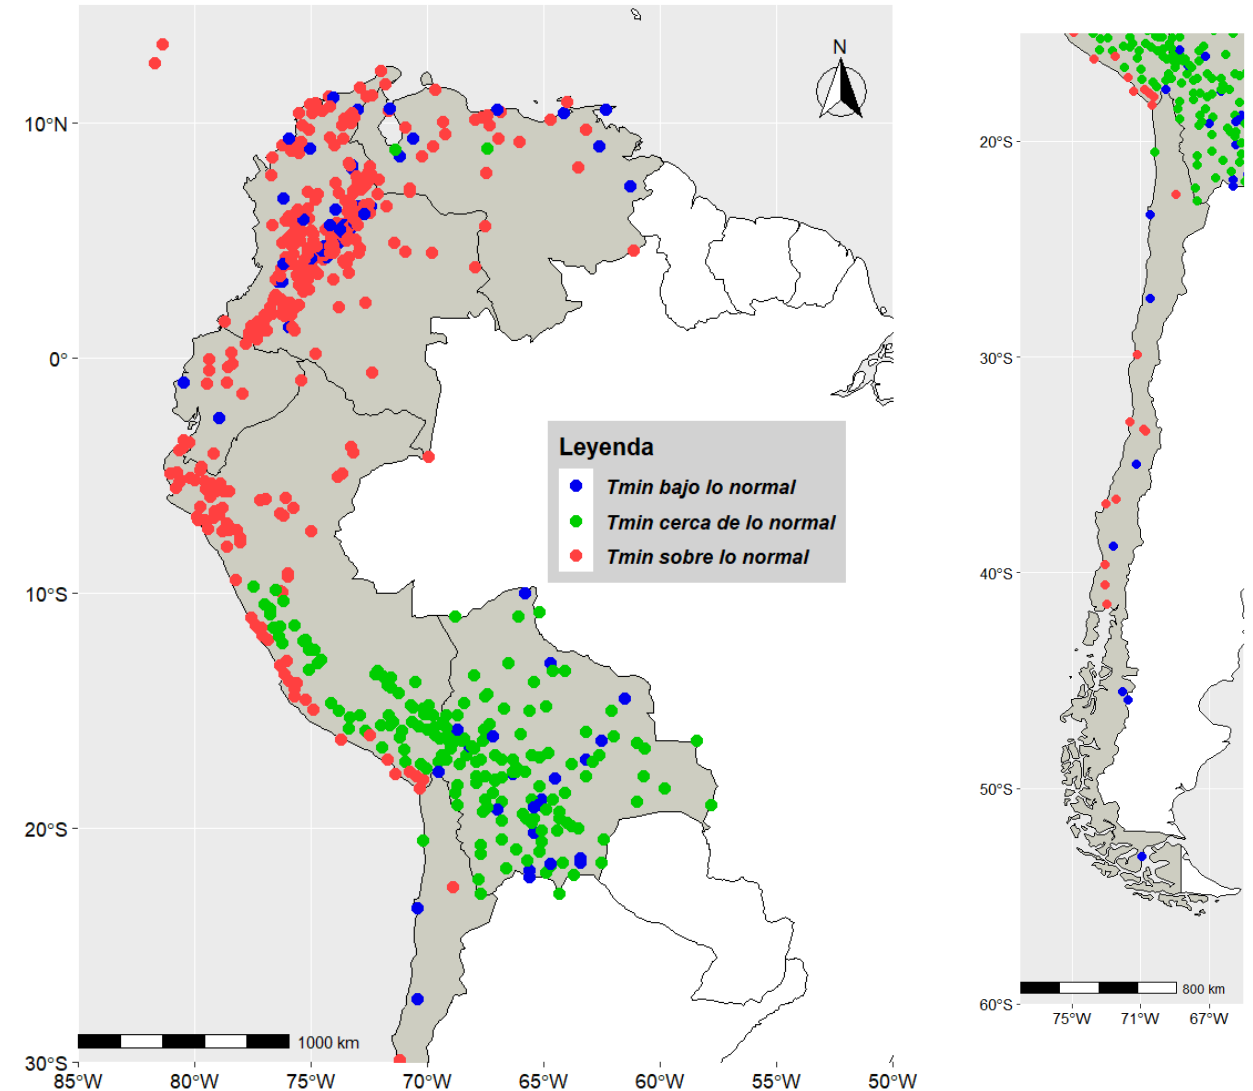 N
10°N
0°
10°S
20°S
30°S
85°W
80°W
75°W
70°W
65°W
60°W
55°W
50°W
1000 km
Leyenda
Tmin bajo lo normal
Tmin cerca de lo normal
Tmin sobre lo normal
20°S
30°S
40°S
50°S
60°S
75°W
71°W
67°W
800 km